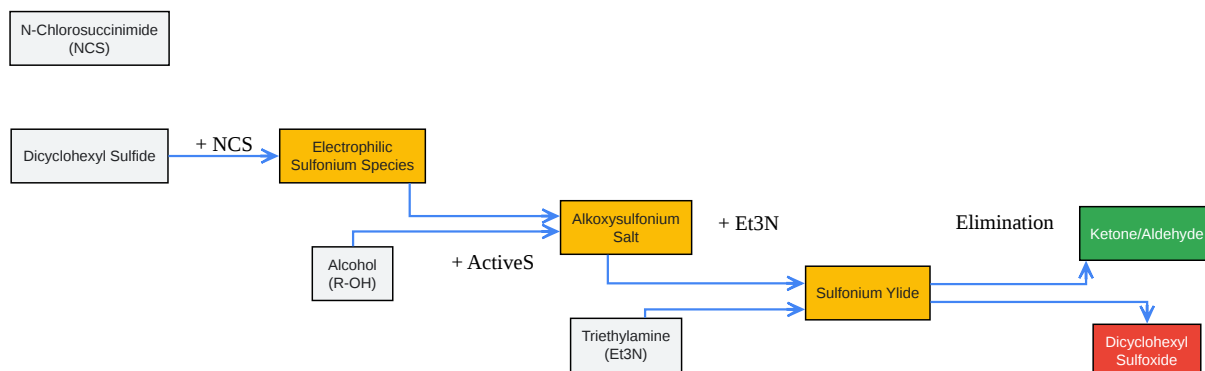 N-Chlorosuccinimide
(NCS)
Dicyclohexyl Sulfide
+ NCS
Electrophilic
Sulfonium Species
Alcohol
(R-OH)
+ ActiveS
Alkoxysulfonium
Salt
+ Et3N
Triethylamine
(Et3N)
Sulfonium Ylide
Elimination
Ketone/Aldehyde
Dicyclohexyl
Sulfoxide